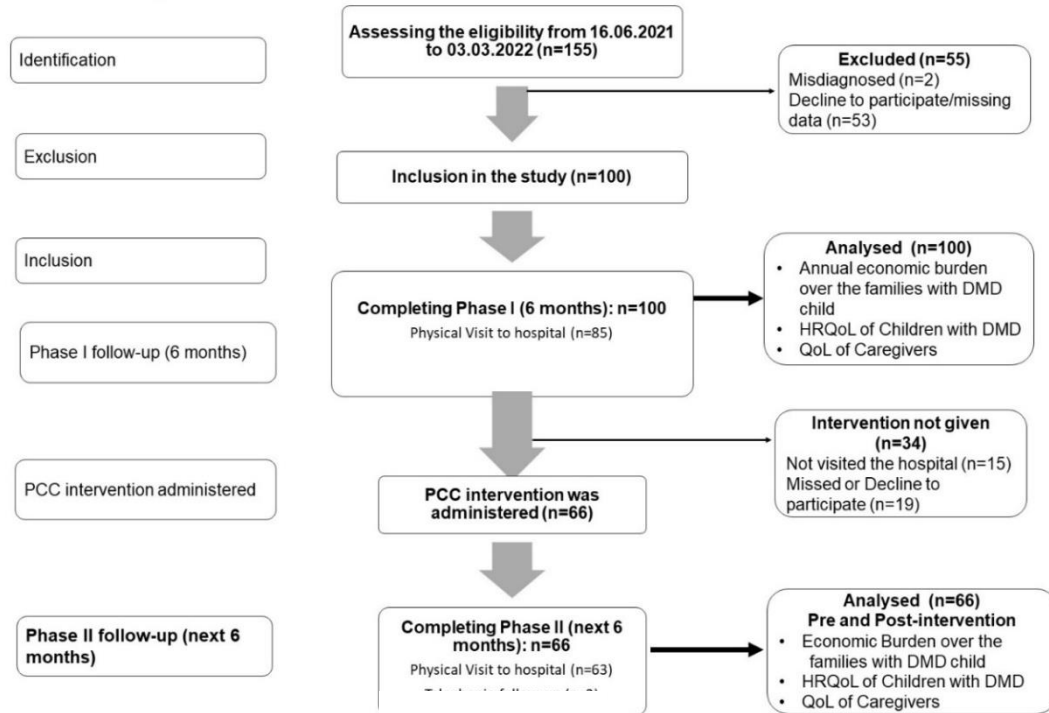 Identification
Assessing the eligibility from 16.06.2021
to 03.03.2022 (n=155)
Excluded (n=55)
Misdiagnosed (n=2)
Decline to participate/missing
data (n=53)
Exclusion
Inclusion in the study (n=100)
Inclusion
Analysed (n=100)
• Annual economic burden
over the families with DMD
child
• HRQoL of Children with DMD
• QoL of Caregivers
Completing Phase I (6 months): n=100
Physical Visit to hospital (n=85)
Phase I follow-up (6 months)
Intervention not given
(n=34)
Not visited the hospital (n=15)
Missed or Decline to
participate (n=19)
PCC intervention administered
PCC intervention was
administered (n=66)
Phase II follow-up (next 6
months)
Completing Phase II (next 6
months): n=66
Physical Visit to hospital (n=63)
Analysed (n=66)
Pre and Post-intervention
• Economic Burden over the
families with DMD child
• HRQoL of Children with DMD
• QoL of Caregivers